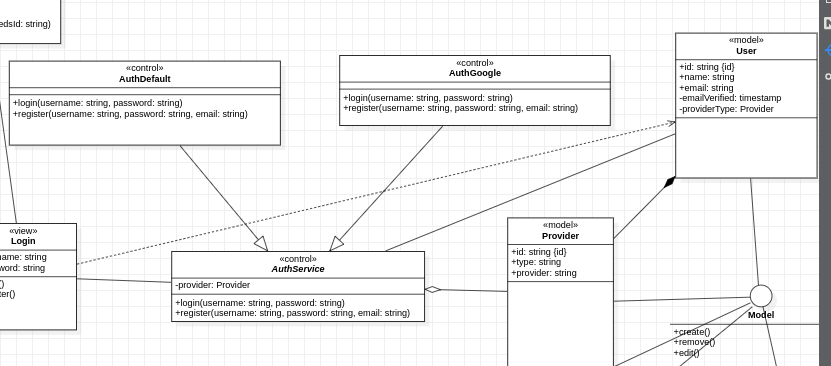 edsId: string)
«control»
AuthDefault
+login(username: string, password: string)
+register(username: string, password: string, email: string)
«control»
AuthGoogle
+login(username: string, password: string)
+register(username: string, password: string, email: string)
«model»
User
+id: string {id}
+name: string
+email: string
-emailVerified: timestamp
-providerType: Provider
«view»
Login
name: string
word: string
()
ter()
«control»
AuthService
-provider: Provider
+login(username: string, password: string)
+register(username: string, password: string, email: string)
«model»
Provider
+id: string {id}
+type: string
+provider: string
Model
+create()
+remove()
+edit()